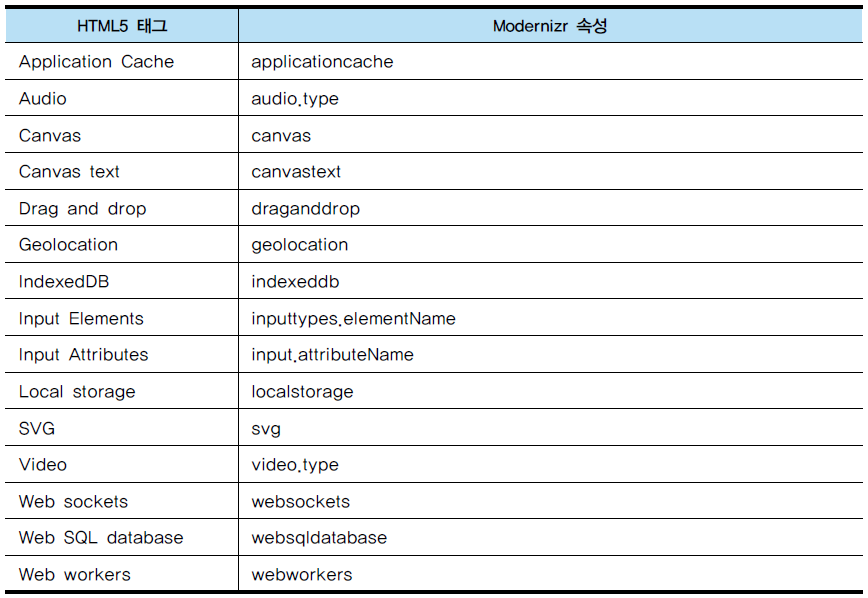 HTML5 태그 Modernizr 속성
Application Cache applicationcache
Audio audio.type
Canvas canvas
Canvas text canvastext
Drag and drop draganddrop
Geolocation geolocation
IndexedDB indexeddb
Input Elements inputtypes.elementName
Input Attributes input.attributeName
Local storage localstorage
SVG svg
Video video.type
Web sockets websockets
Web SQL database websqldatabase
Web workers webworkers